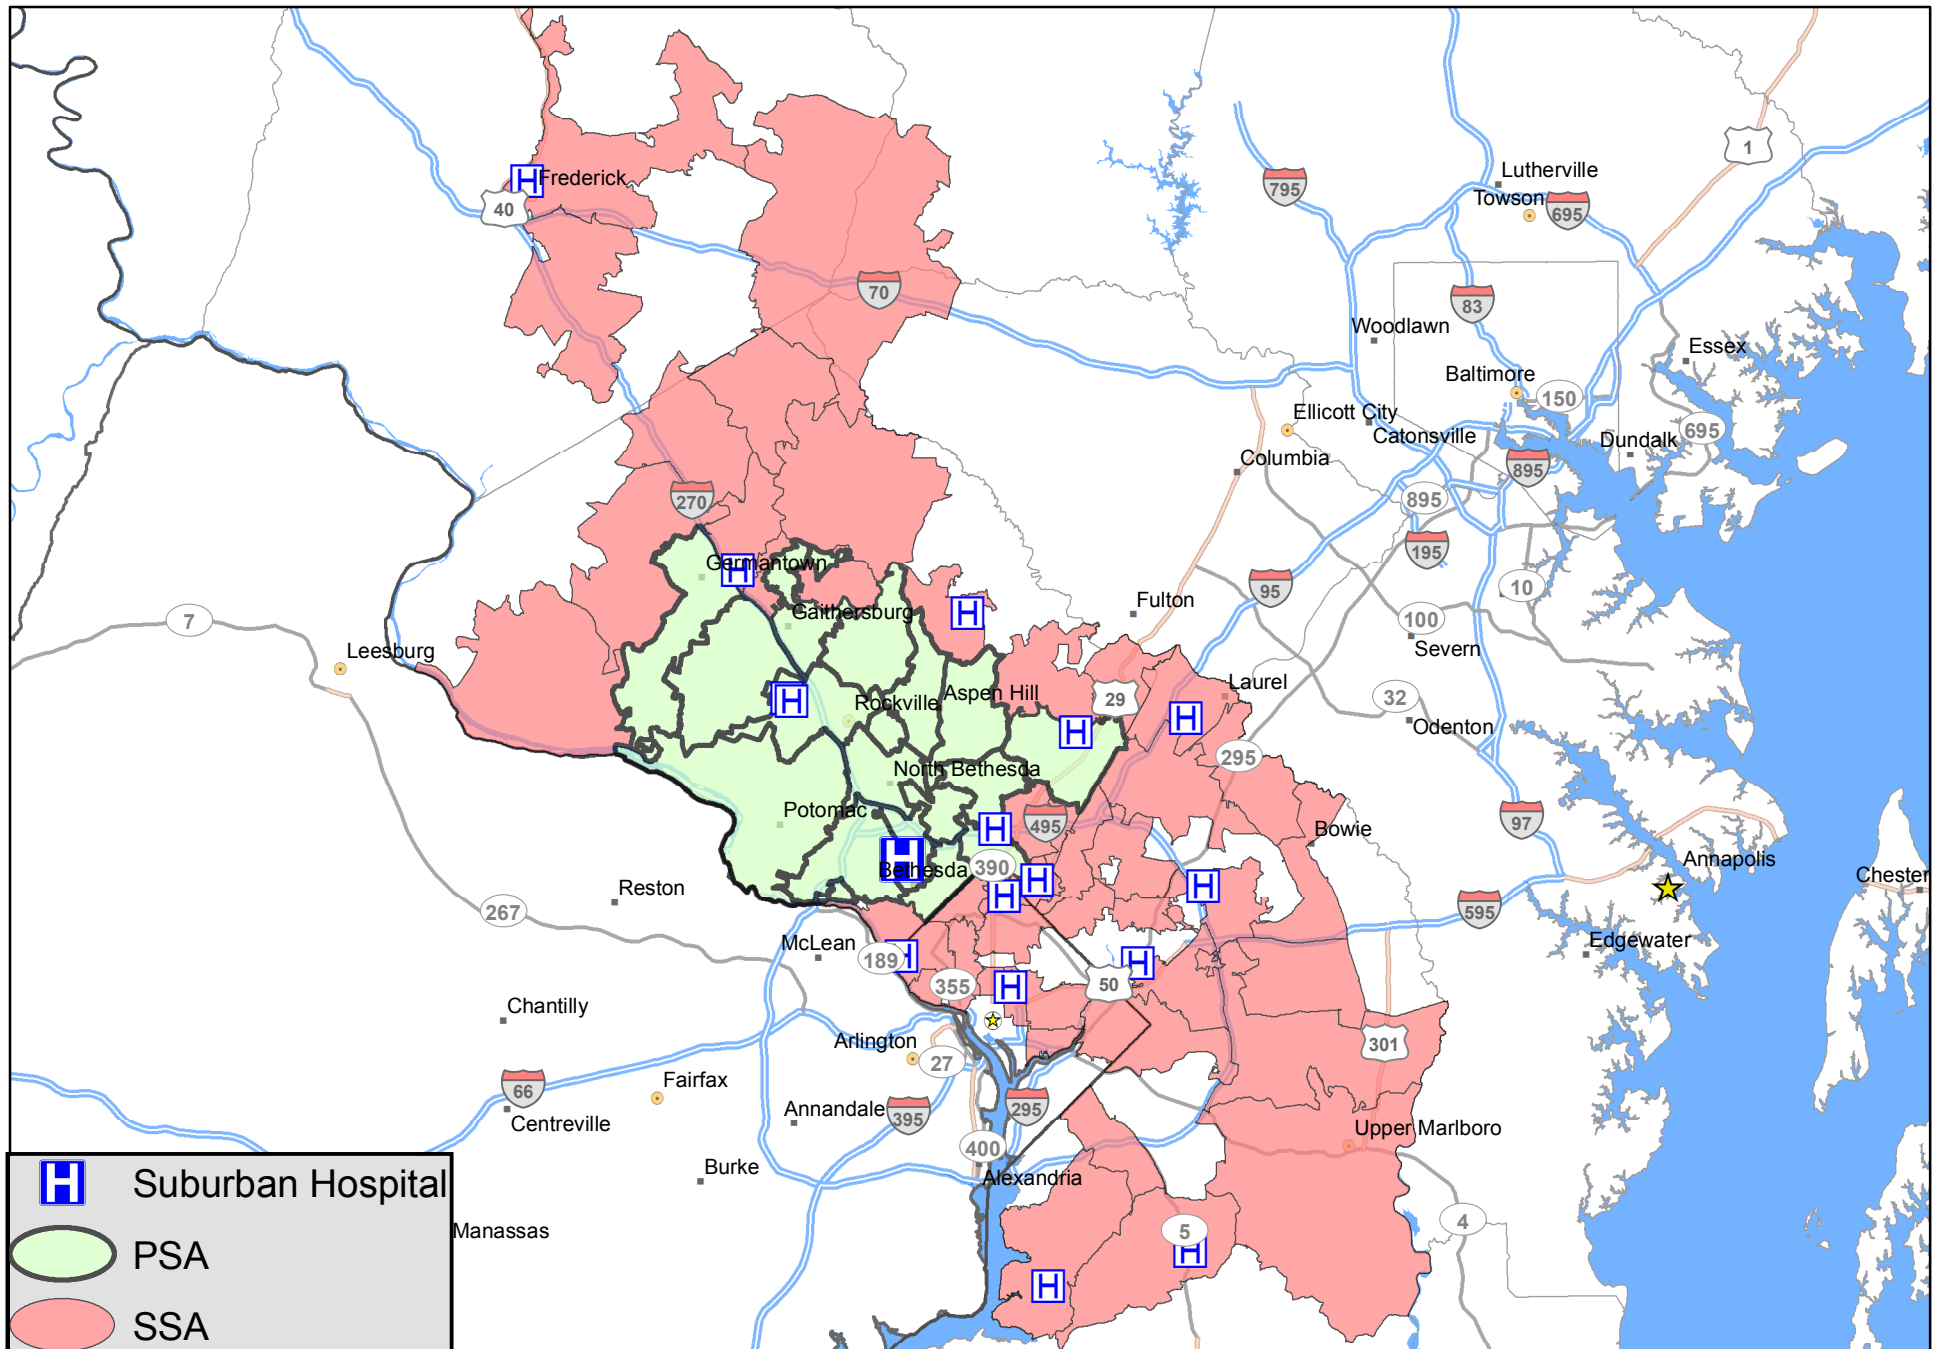 1
Lutherville
795
Towson
695
H
Frederick
40
70
83
Woodlawn
Essex
Baltimore
150
Ellicott City
Catonsville
695
Dundalk
Columbia
895
895
270
195
H
Germantown
95
10
Fulton
H
Gaithersburg
7
100
Severn
Leesburg
Aspen Hill
29
Laurel
32
H
Rockville
H
H
Odenton
295
North Bethesda
Potomac
495
H
97
Bowie
H
Bethesda
390
H
H
H
Annapolis
Chester
Reston
267
595
McLean
189
H
H
Edgewater
355
H
50
Chantilly
Arlington
27
301
Fairfax
66
Centreville
Annandale
395
295
Upper Marlboro
400
Burke
Alexandria
H
Suburban Hospital
Manassas
5
H
4
PSA
H
SSA